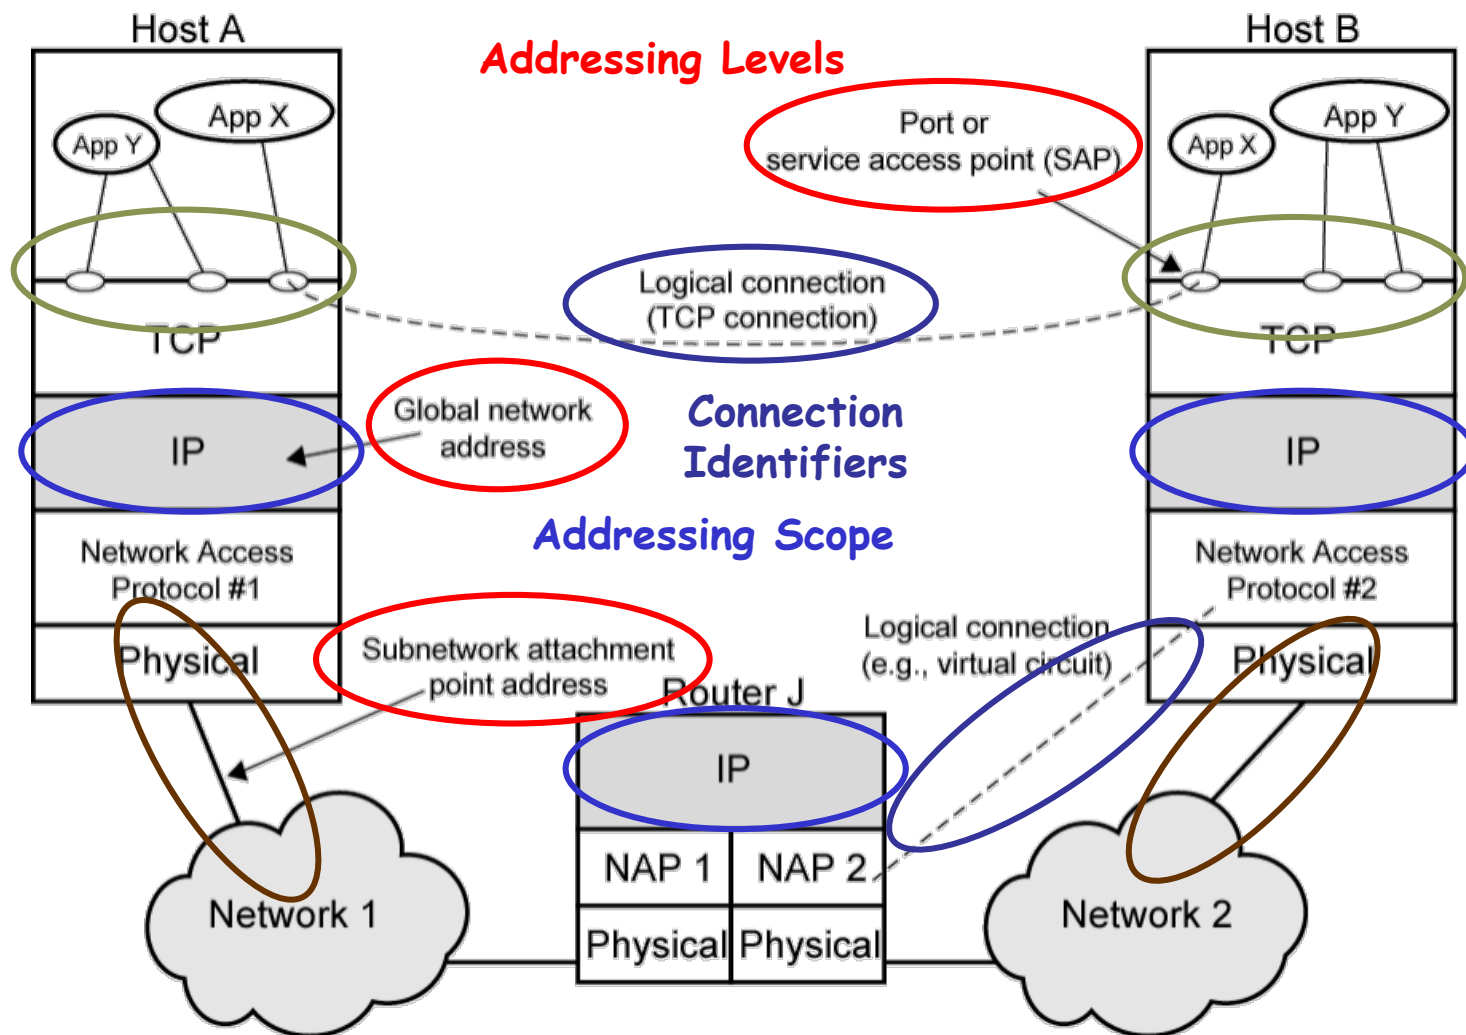 Host A
Addressing Levels
Host B
App X
App Y
Port or
service access point (SAP)
App X
App Y
Logical connection
(TCP connection)
TCP
TCP
Global network
address
Connection
Identifiers
IP
IP
Addressing Scope
Network Access
Protocol #1
Network Access
Protocol #2
Physical
Subnetwork attachment
point address
Logical connection
(e.g., virtual circuit)
Physical
Router J
IP
NAP 1
NAP 2
Network 1
Physical
Physical
Network 2